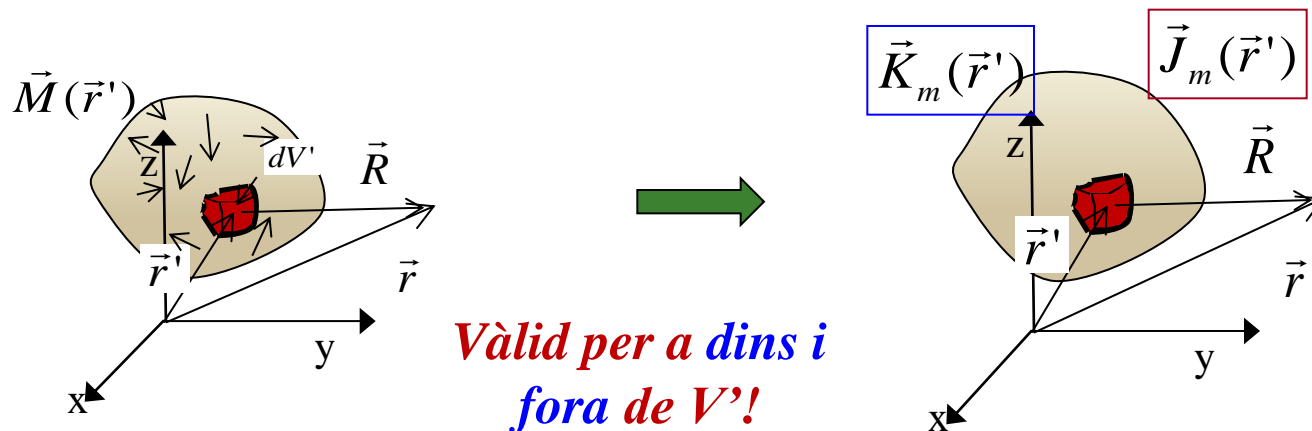 M⃗(r⃗')
z
dV'
R⃗
r⃗'
r⃗
y
x
Vàlid per a dins i
fora de V’!
K⃗ₘ(r⃗')
J⃗ₘ(r⃗')
z
R⃗
r⃗'
r⃗
y
x